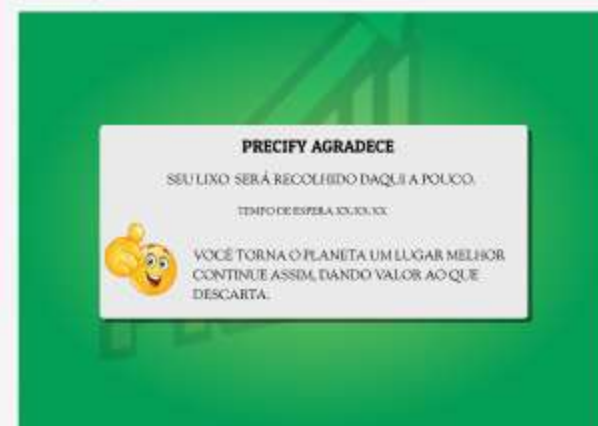 PRECIFY AGRADECE
SEU LIXO SERÁ RECOLHIDO DAQUI A POUCO.
TEMPO DE ESPERA XX:XX:XX
VOCÊ TORNA O PLANETA UM LUGAR MELHOR
CONTINUE ASSIM, DANDO VALOR AO QUE
DESCARTA.